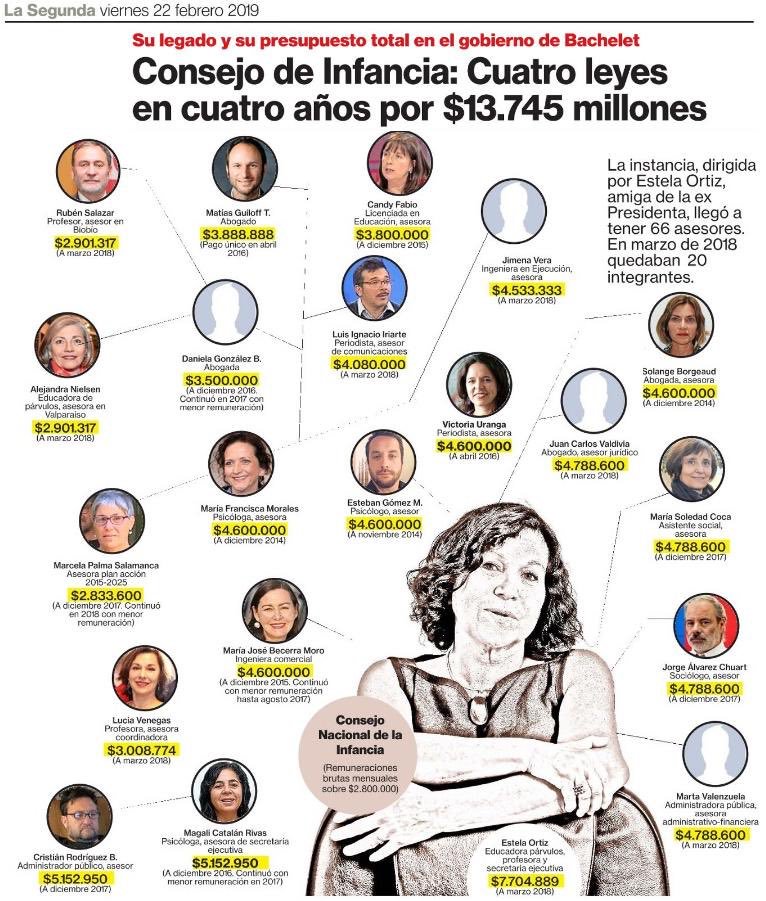 La Segunda viernes 22 febrero 2019
Su legado y su presupuesto total en el gobierno de Bachelet
Consejo de Infancia: Cuatro leyes
en cuatro años por $13.745 millones
La instancia, dirigida
por Estela Ortiz,
amiga de la ex
Presidenta, llegó a
tener 66 asesores.
En marzo de 2018
quedaban 20
integrantes.
Rubén Salazar
Profesor, asesor en
Biobío
$2.901.317
(A marzo 2018)
Matías Guiloff T.
Abogado
$3.888.888
(Pago único en abril
2016)
Candy Fabio
Licenciada en
Educación, asesora
$3.800.000
(A diciembre 2015)
Jimena Vera
Ingeniera en Ejecución,
asesora
$4.533.333
(A marzo 2018)
Luis Ignacio Iriarte
Periodista, asesor
de comunicaciones
$4.080.000
(A marzo 2018)
Daniela González B.
Abogada
$3.500.000
(A diciembre 2016.
Continuó en 2017 con
menor remuneración)
Alejandra Nielsen
Educadora de
párvulos, asesora en
Valparaíso
$2.901.317
(A marzo 2018)
Solange Borgeaud
Abogada, asesora
$4.600.000
(A diciembre 2014)
Victoria Uranga
Periodista, asesora
$4.600.000
(A abril 2016)
Juan Carlos Valdivia
Abogado, asesor jurídico
$4.788.600
(A marzo 2018)
María Francisca Morales
Psicóloga, asesora
$4.600.000
(A diciembre 2014)
Esteban Gómez M.
Psicólogo, asesor
$4.600.000
(A noviembre 2014)
María Soledad Coca
Asistente social,
asesora
$4.788.600
(A diciembre 2017)
Marcela Palma Salamanca
Asesora plan acción
2015-2025
$2.833.600
(A diciembre 2017. Continuó
en 2018 con menor
remuneración)
María José Becerra Moro
Ingeniera comercial
$4.600.000
(A diciembre 2015. Continuó
con menor remuneración
hasta agosto 2017)
Jorge Álvarez Chuart
Sociólogo, asesor
$4.788.600
(A diciembre 2017)
Lucia Venegas
Profesora, asesora
coordinadora
$3.008.774
(A marzo 2018)
Consejo
Nacional de la
Infancia
(Remuneraciones
brutas mensuales
sobre $2.800.000)
Marta Valenzuela
Administradora pública,
asesora
administrativo-financiera
$4.788.600
(A marzo 2018)
Magali Catalán Rivas
Psicóloga, asesora de secretaría
ejecutiva
$5.152.950
(A diciembre 2016. Continuó con
menor remuneración en 2017)
Cristián Rodríguez B.
Administrador público, asesor
$5.152.950
(A diciembre 2017)
Estela Ortiz
Educadora párvulos,
profesora y
secretaria ejecutiva
$7.704.889
(A marzo 2018)